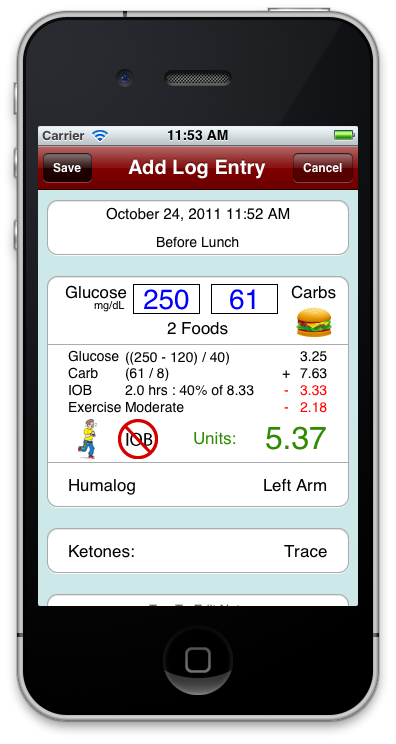 Carrier 11:53 AM
Save Add Log Entry Cancel
October 24, 2011 11:52 AM
Before Lunch
Glucose mg/dL 250 61 Carbs
2 Foods
Glucose ((250 - 120) / 40) 3.25
Carb (61 / 8) + 7.63
IOB 2.0 hrs : 40% of 8.33 - 3.33
Exercise Moderate - 2.18
IOB Units: 5.37
Humalog Left Arm
Ketones: Trace